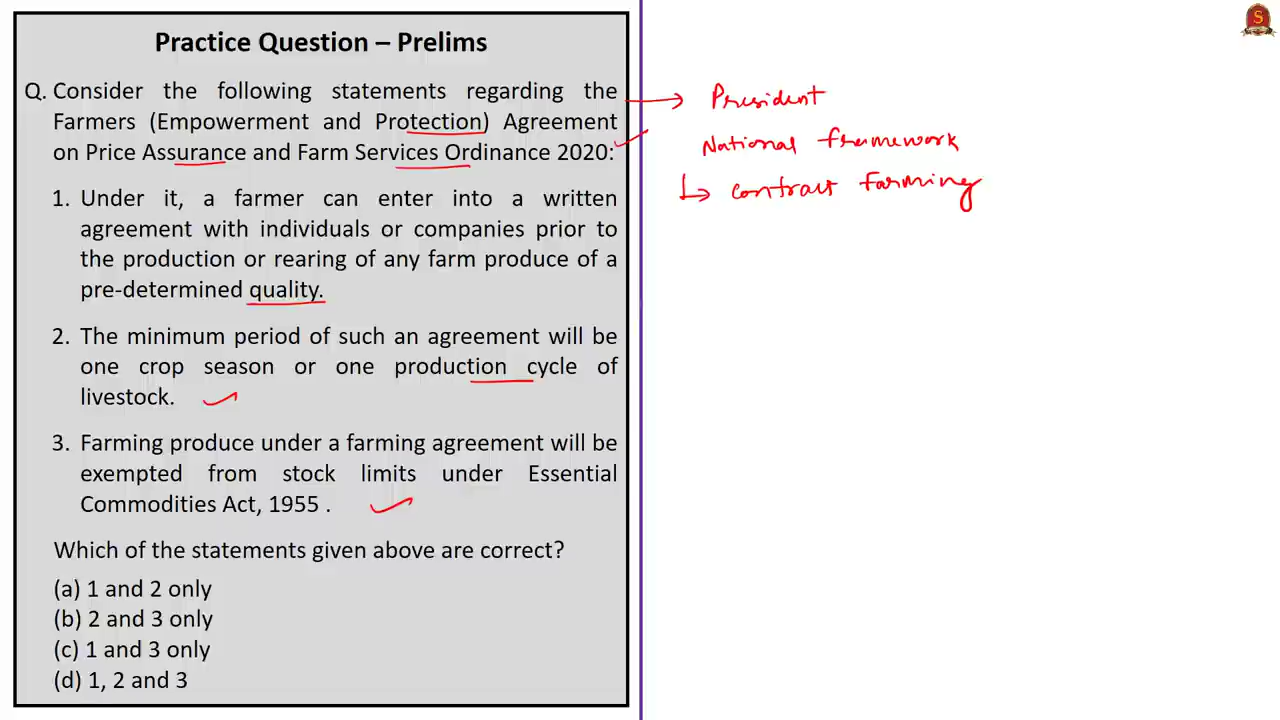 Practice Question – Prelims
Q. Consider the following statements regarding the
Farmers (Empowerment and Protection) Agreement
on Price Assurance and Farm Services Ordinance 2020:
1. Under it, a farmer can enter into a written
agreement with individuals or companies prior to
the production or rearing of any farm produce of a
pre-determined quality.
2. The minimum period of such an agreement will be
one crop season or one production cycle of
livestock.
3. Farming produce under a farming agreement will be
exempted from stock limits under Essential
Commodities Act, 1955 .
Which of the statements given above are correct?
(a) 1 and 2 only
(b) 2 and 3 only
(c) 1 and 3 only
(d) 1, 2 and 3
President
National framework
contract farming
S